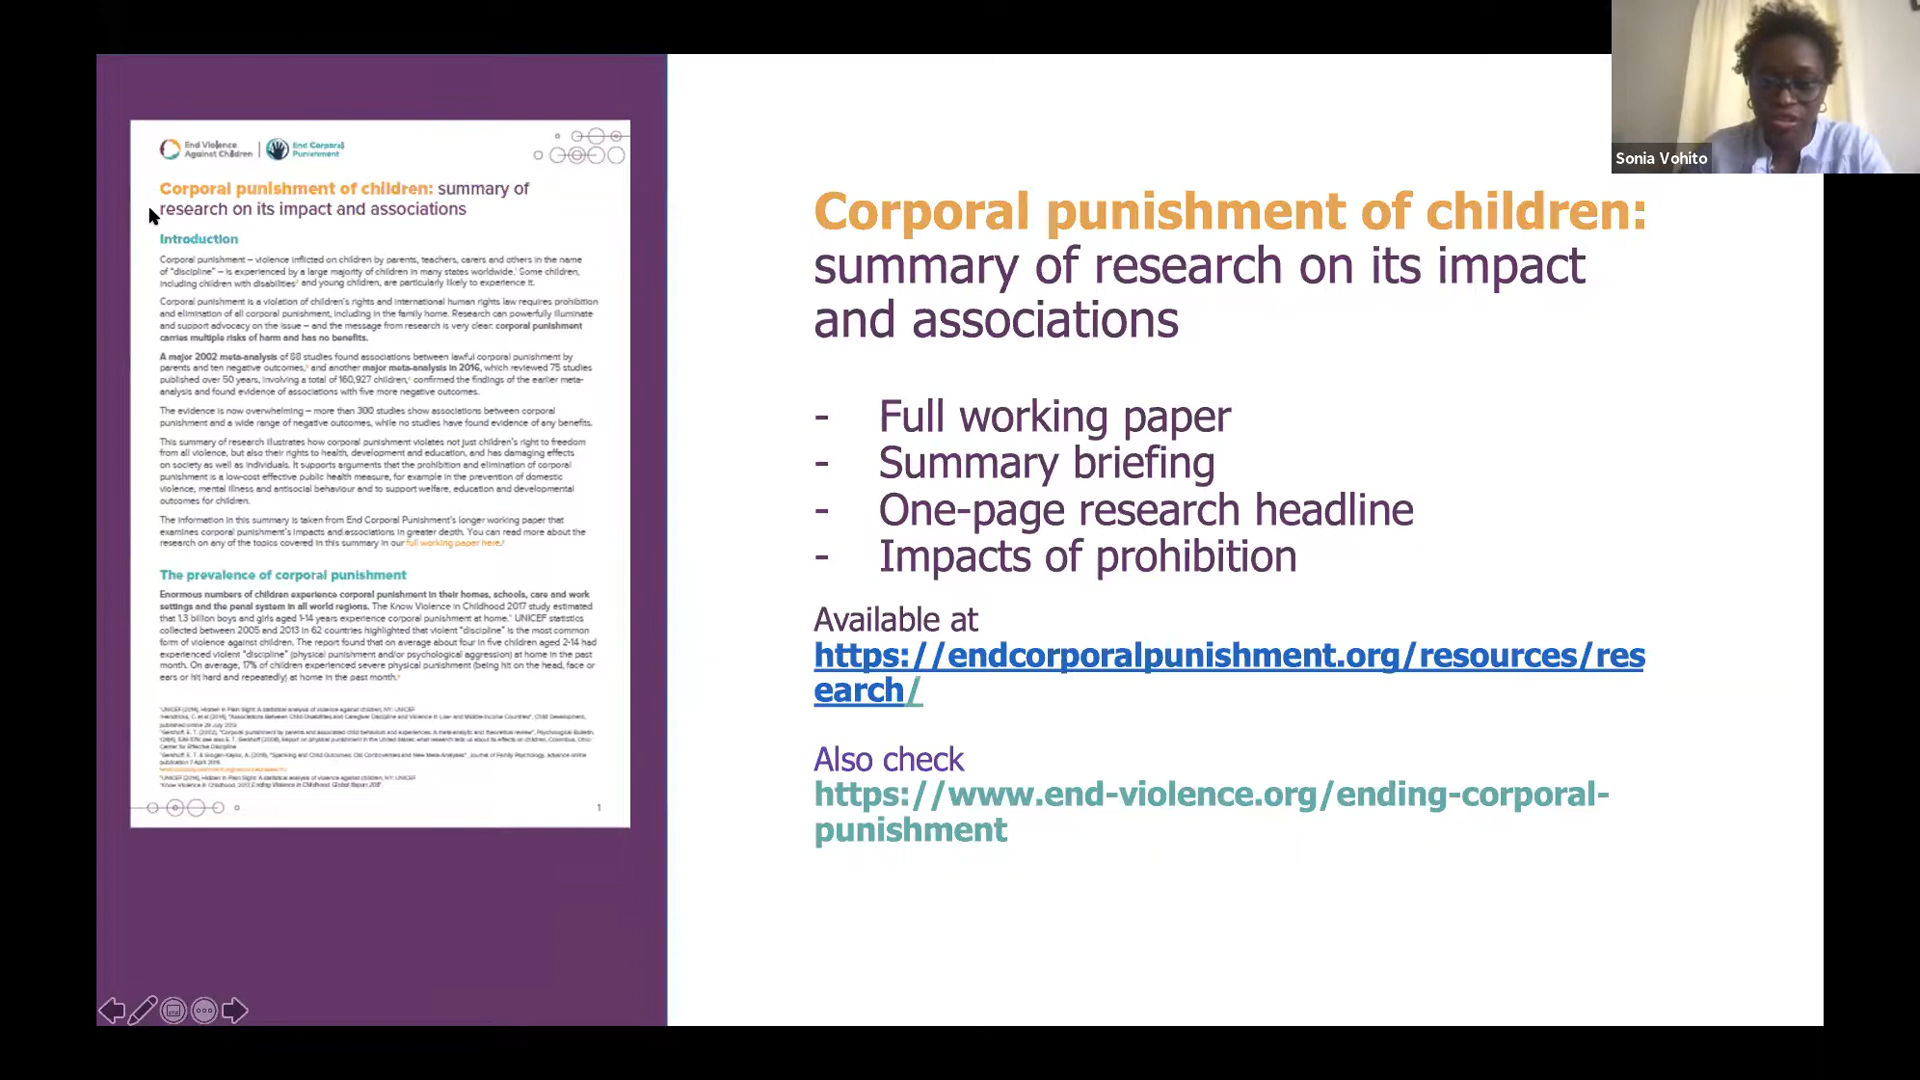 End Violence
Against Children
End Corporal
Punishment
Corporal punishment of children: summary of
research on its impact and associations
Introduction
Corporal punishment – violence inflicted on children by parents, teachers, carers and others in the name
of "discipline" – is experienced by a large majority of children in many states worldwide. Some children,
including children with disabilities and young children, are particularly likely to experience it.
Corporal punishment is a violation of children's rights and international human rights law requires prohibition
and elimination of all corporal punishment, including in the family home. Research can powerfully illuminate
and support advocacy on the issue – and the message from research is very clear: corporal punishment
carries multiple risks of harm and has no benefits.
A major 2002 meta-analysis of 88 studies found associations between lawful corporal punishment by
parents and ten negative outcomes, and another major meta-analysis in 2016, which reviewed 75 studies
published over 50 years, involving a total of 160,927 children, confirmed the findings of the earlier meta-
analysis and found evidence of associations with five more negative outcomes.
The evidence is now overwhelming – more than 300 studies show associations between corporal
punishment and a wide range of negative outcomes, while no studies have found evidence of any benefits.
This summary of research illustrates how corporal punishment violates not just children's right to freedom
from all violence, but also their rights to health, development and education, and has damaging effects
on society as well as individuals. It supports arguments that the prohibition and elimination of corporal
punishment is a low-cost effective public health measure, for example in the prevention of domestic
violence, mental illness and antisocial behaviour and to support welfare, education and developmental
outcomes for children.
The information in this summary is taken from End Corporal Punishment's longer working paper that
examines corporal punishment's impacts and associations in greater depth. You can read more about the
research on any of the topics covered in this summary in our full working paper here.
The prevalence of corporal punishment
Enormous numbers of children experience corporal punishment in their homes, schools, care and work
settings and the penal system in all world regions. The Know Violence in Childhood 2017 study estimated
that 1.3 billion boys and girls aged 1-14 years experience corporal punishment at home. UNICEF statistics
collected between 2005 and 2013 in 62 countries highlighted that violent "discipline" is the most common
form of violence against children. The report found that on average about four in five children aged 2-14 had
experienced violent "discipline" (physical punishment and/or psychological aggression) at home in the past
month. On average, 17% of children experienced severe physical punishment (being hit on the head, face or
ears or hit hard and repeatedly) at home in the past month.
UNICEF (2014), Hidden in Plain Sight: A statistical analysis of violence against children, NY: UNICEF
1
Corporal punishment of children:
summary of research on its impact
and associations
- Full working paper
- Summary briefing
- One-page research headline
- Impacts of prohibition
Available at
https://endcorporalpunishment.org/resources/res
earch/
Also check
https://www.end-violence.org/ending-corporal-
punishment
Sonia Vohito